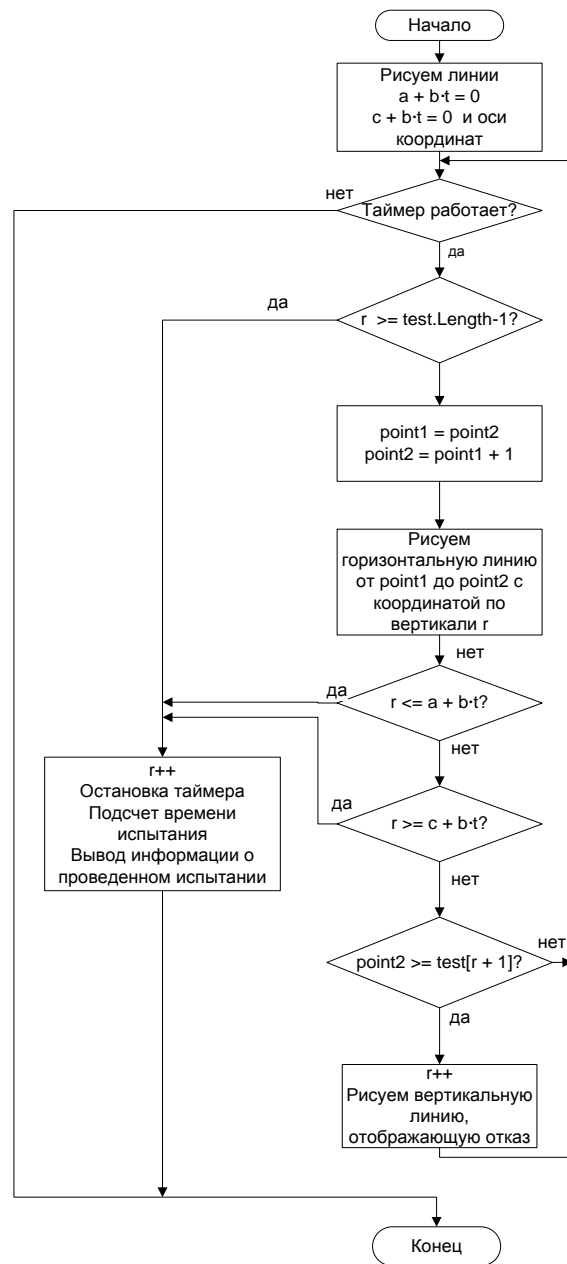 Начало
Рисуем линии
a + b·t = 0
c + b·t = 0 и оси
координат
нет
Таймер работает?
да
да
r >= test.Length-1?
point1 = point2
point2 = point1 + 1
Рисуем
горизонтальную линию
от point1 до point2 с
координатой по
вертикали r
нет
да
r <= a + b·t?
нет
r++
Остановка таймера
Подсчет времени
испытания
Вывод информации о
проведенном испытании
да
r >= c + b·t?
нет
point2 >= test[r + 1]?
нет
да
r++
Рисуем вертикальную
линию,
отображающую отказ
Конец